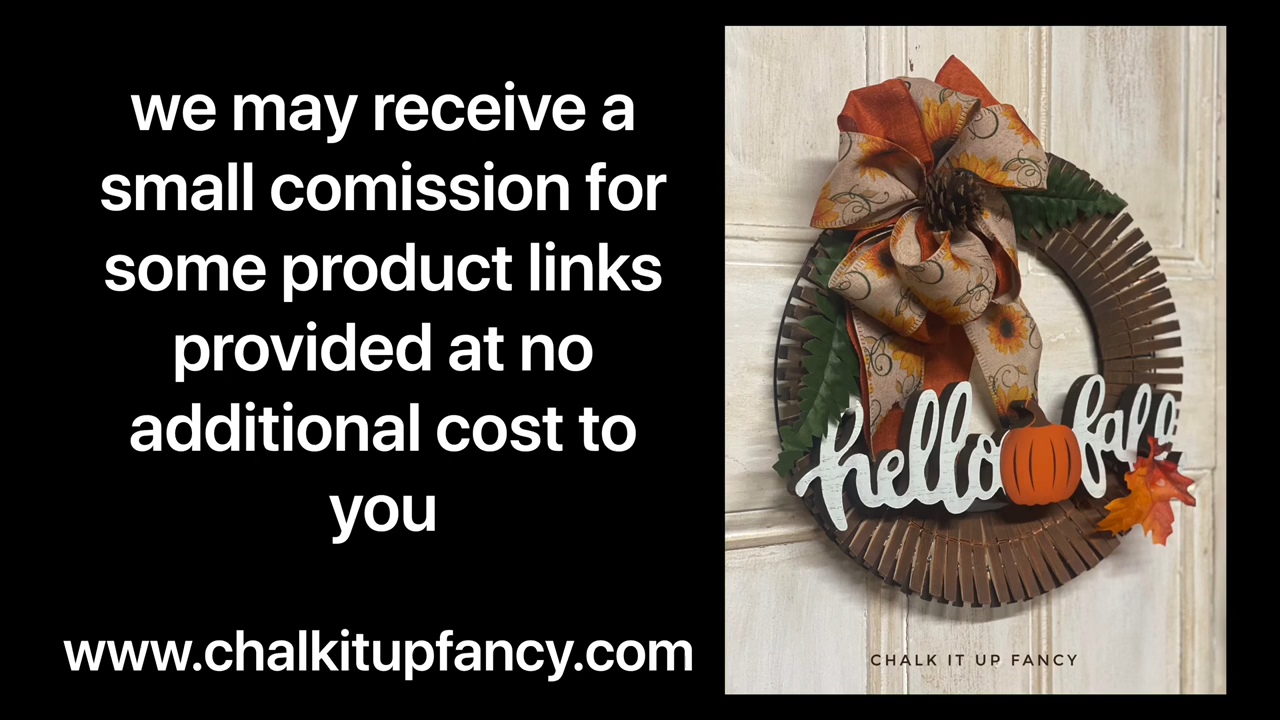 we may receive a
small comission for
some product links
provided at no
additional cost to
you
www.chalkitupfancy.com
hello fall
CHALK IT UP FANCY